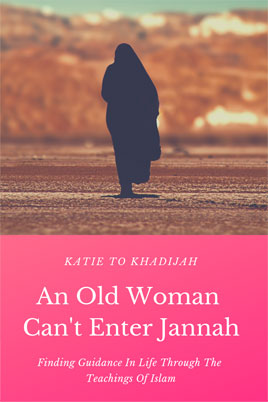 KATIE TO KHADIJAH
An Old Woman
Can't Enter Jannah
Finding Guidance In Life Through The
Teachings Of Islam